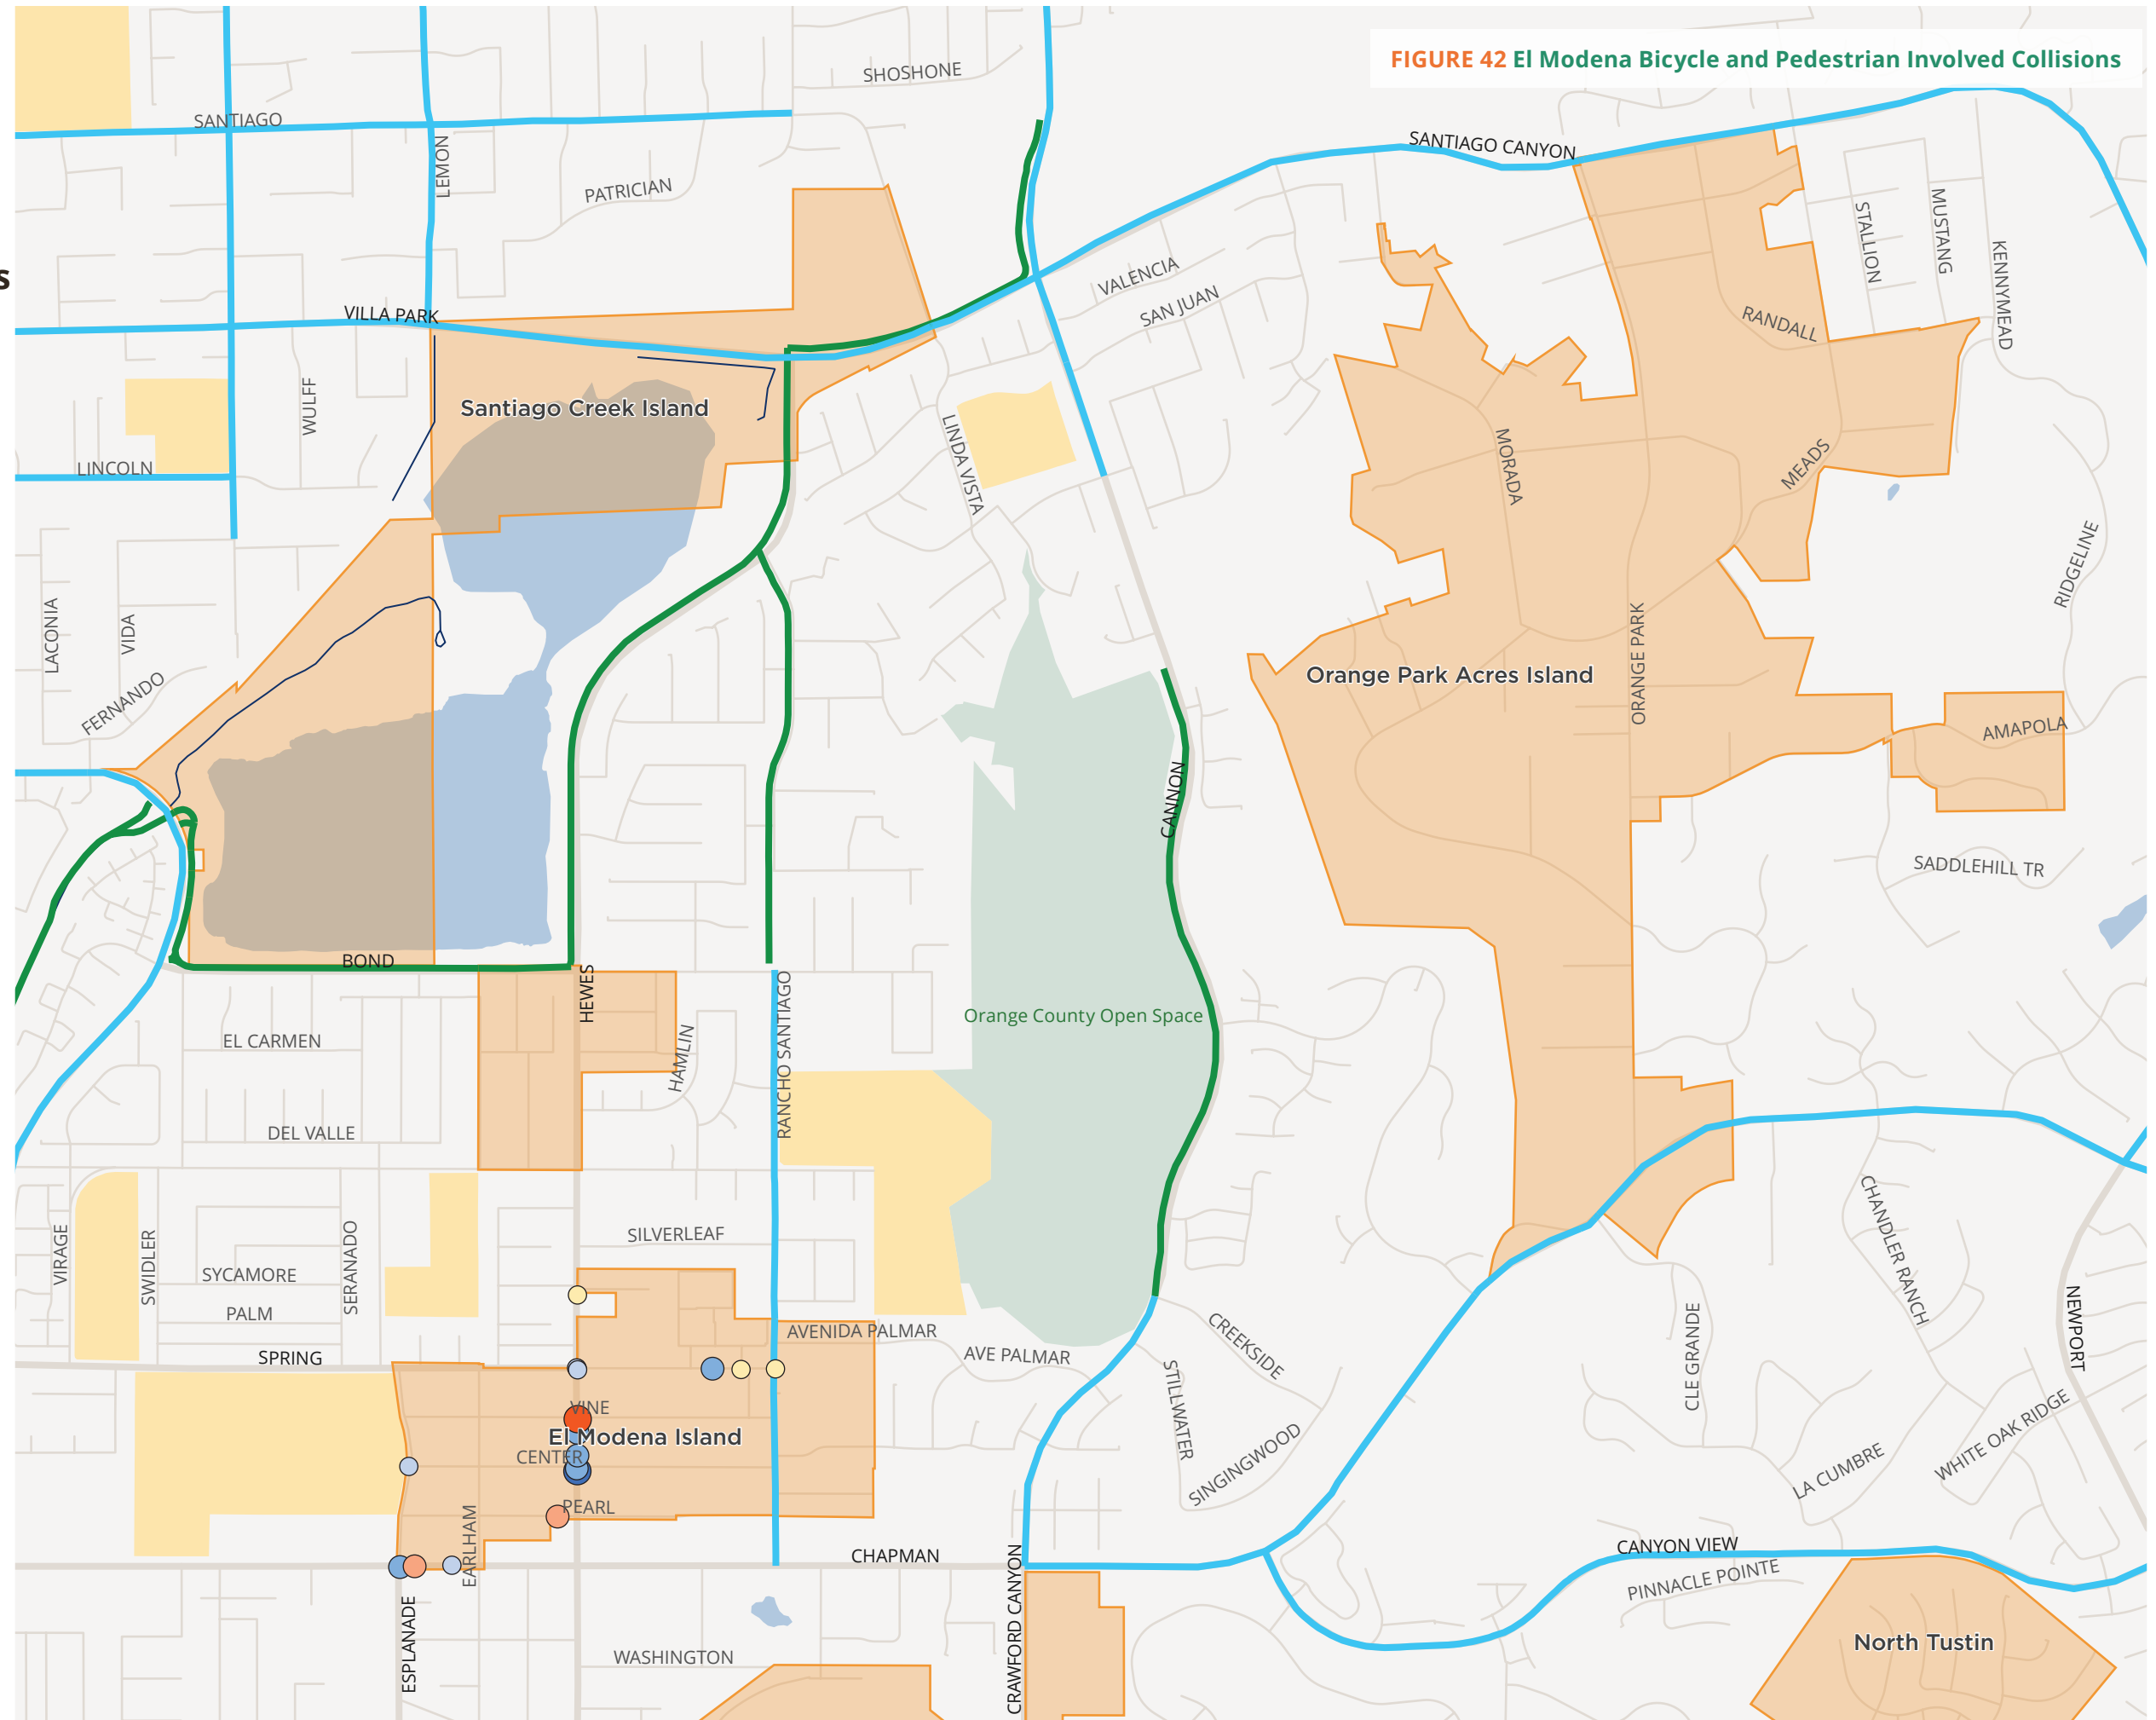 FIGURE 42 El Modena Bicycle and Pedestrian Involved Collisions
SHOSHONE
SANTIAGO
LEMON
PATRICIAN
SANTIAGO CANYON
STALLION
MUSTANG
KENNYMEAD
s
VALENCIA
SAN JUAN
VILLA PARK
RANDALL
WULFF
Santiago Creek Island
LINDA VISTA
MORADA
MEADS
LINCOLN
RIDGELINE
LACONIA
VIDA
FERNANDO
Orange Park Acres Island
ORANGE PARK
AMAPOLA
CANNON
SADDLEHILL TR
BOND
HEWES
RANCHO SANTIAGO
Orange County Open Space
EL CARMEN
HAMLIN
DEL VALLE
VIRAGE
SWIDLER
SERANADO
SILVERLEAF
SYCAMORE
PALM
CHANDLER RANCH
NEWPORT
CREEKSIDE
CLE GRANDE
AVENIDA PALMAR
AVE PALMAR
SPRING
STILLWATER
VINE
El Modena Island
CENTER
SINGINGWOOD
WHITE OAK RIDGE
LA CUMBRE
PEARL
EARLHAM
CHAPMAN
CANYON VIEW
PINNACLE POINTE
ESPLANADE
CRAWFORD CANYON
WASHINGTON
North Tustin